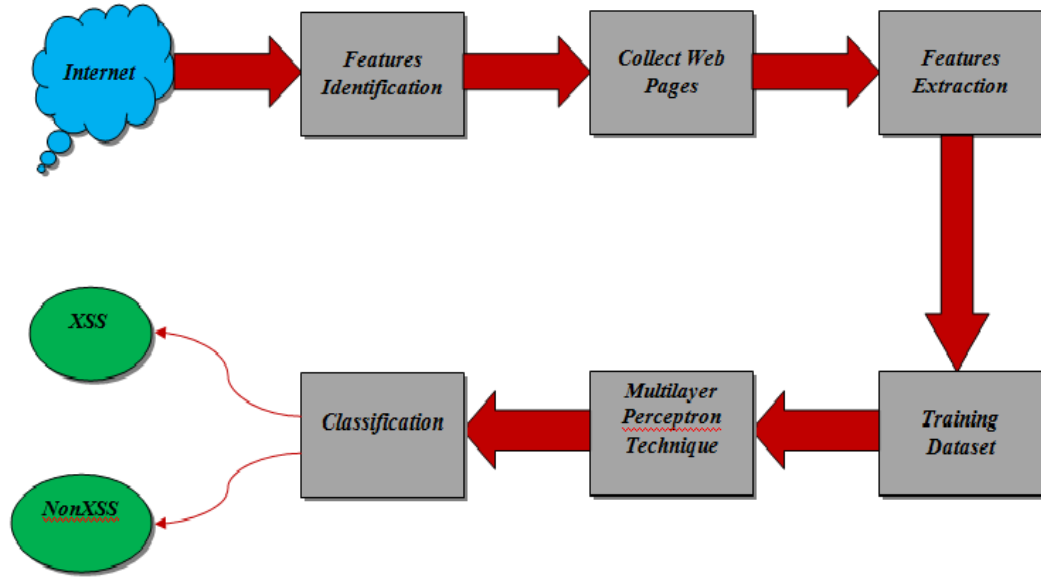 Internet
Features
Identification
Collect Web
Pages
Features
Extraction
XSS
NonXSS
Classification
Multilayer
Perceptron
Technique
Training
Dataset